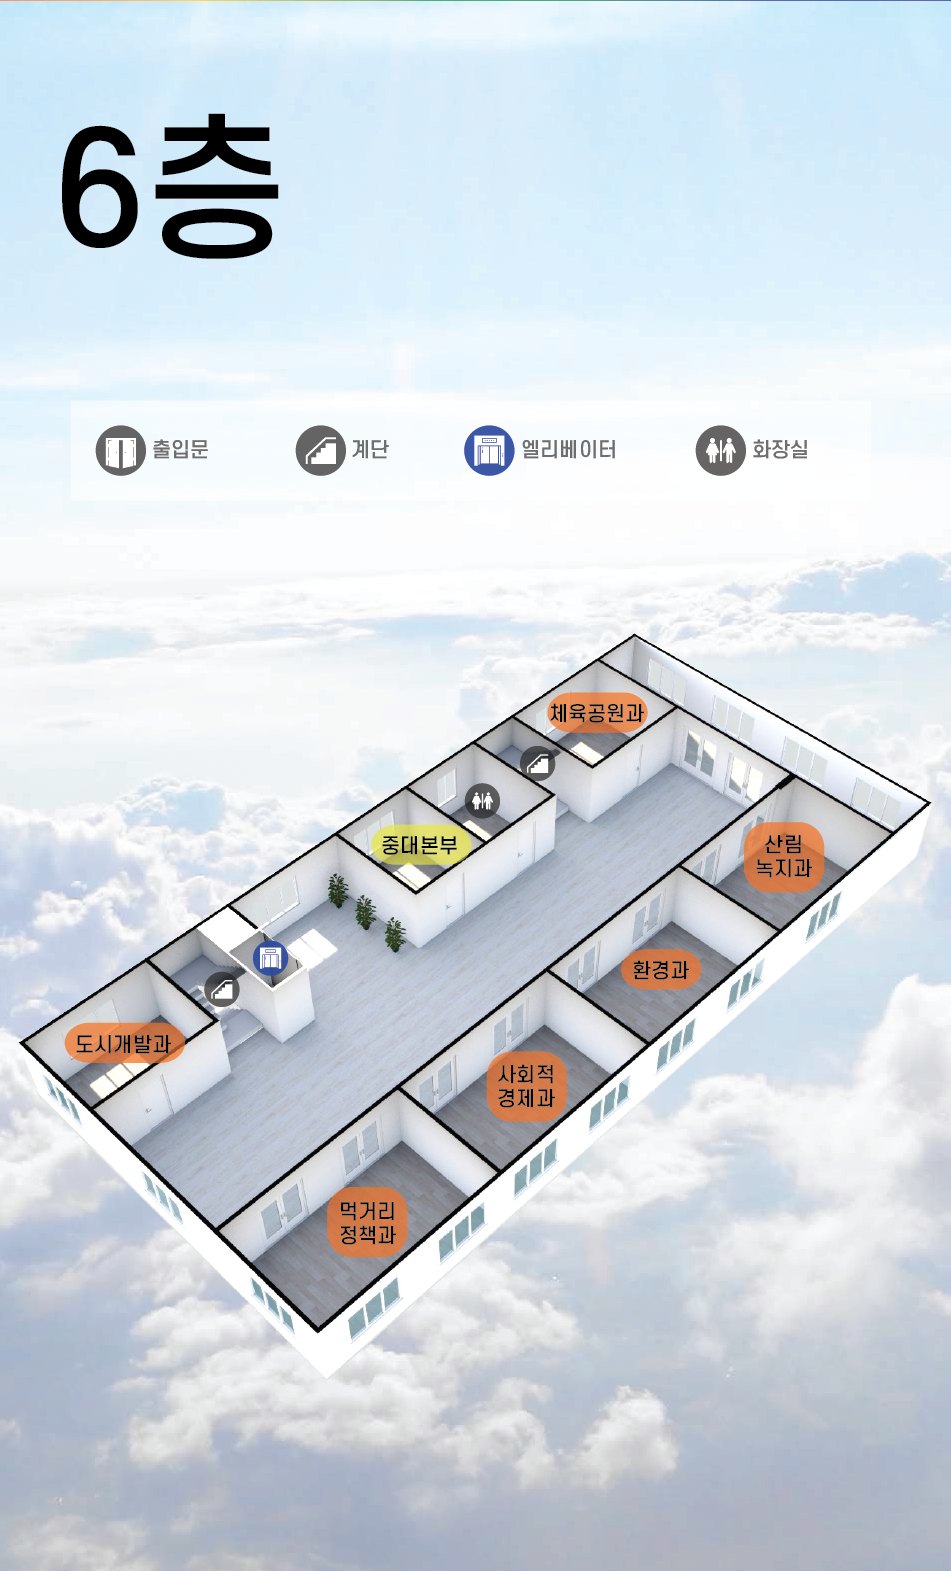 6층
출입문
계단
엘리베이터
화장실
체육공원과
중대본부
산림
녹지과
환경과
도시개발과
사회적
경제과
먹거리
정책과